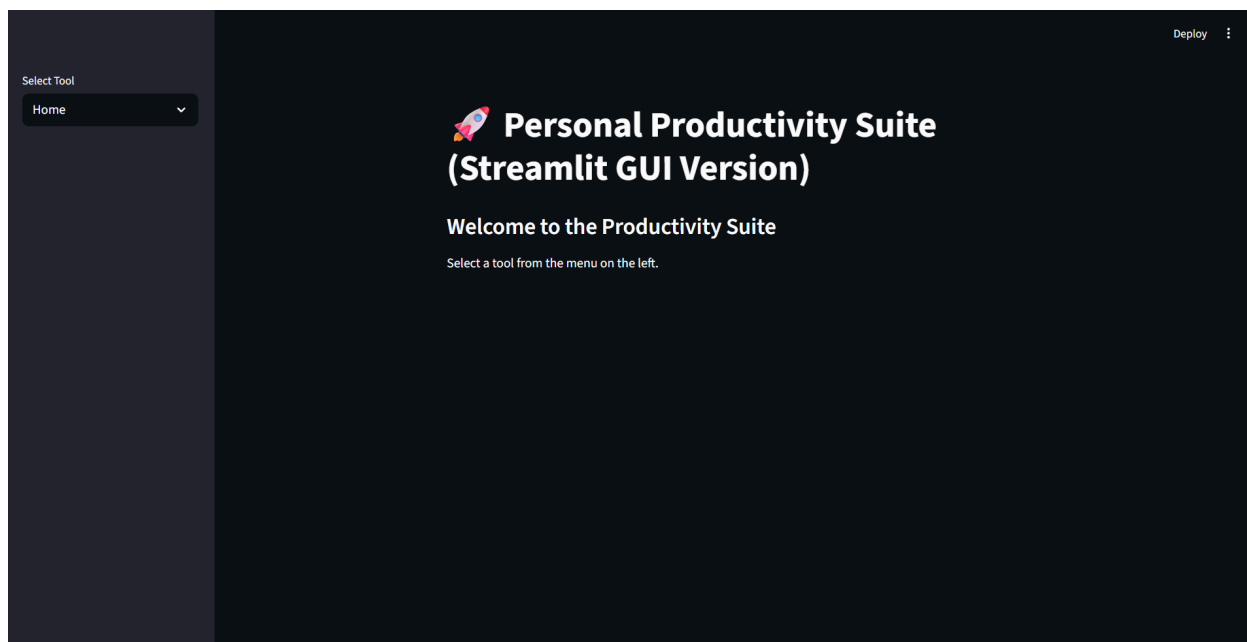 Deploy
Select Tool
Home
🚀 Personal Productivity Suite
(Streamlit GUI Version)
Welcome to the Productivity Suite
Select a tool from the menu on the left.